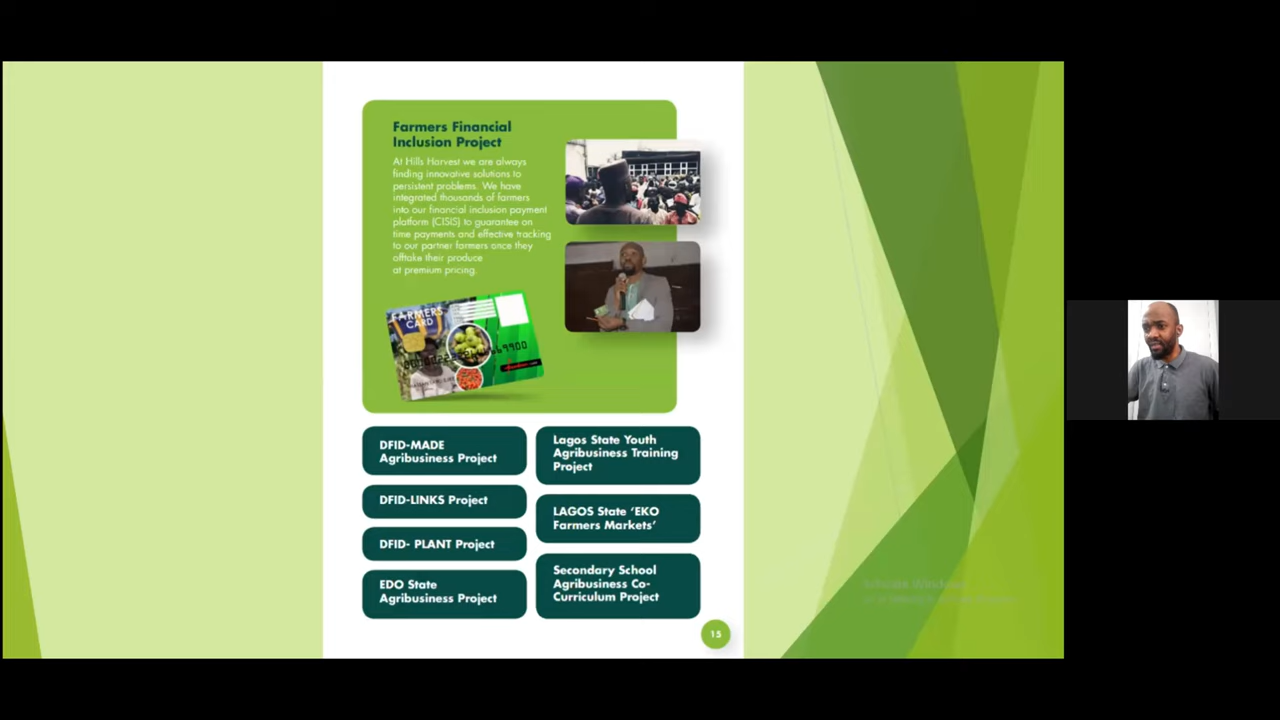 Farmers Financial
Inclusion Project
At Hills Harvest we are always
finding innovative solutions to
persistent problems. We have
integrated thousands of farmers
into our financial inclusion payment
platform (CISIS) to guarantee on
time payments and effective tracking
to our partner farmers once they
offtake their produce
at premium pricing.
FARMERS
CARD
DFID-MADE
Agribusiness Project
DFID-LINKS Project
DFID- PLANT Project
EDO State
Agribusiness Project
Lagos State Youth
Agribusiness Training
Project
LAGOS State ‘EKO
Farmers Markets’
Secondary School
Agribusiness Co-
Curriculum Project
15